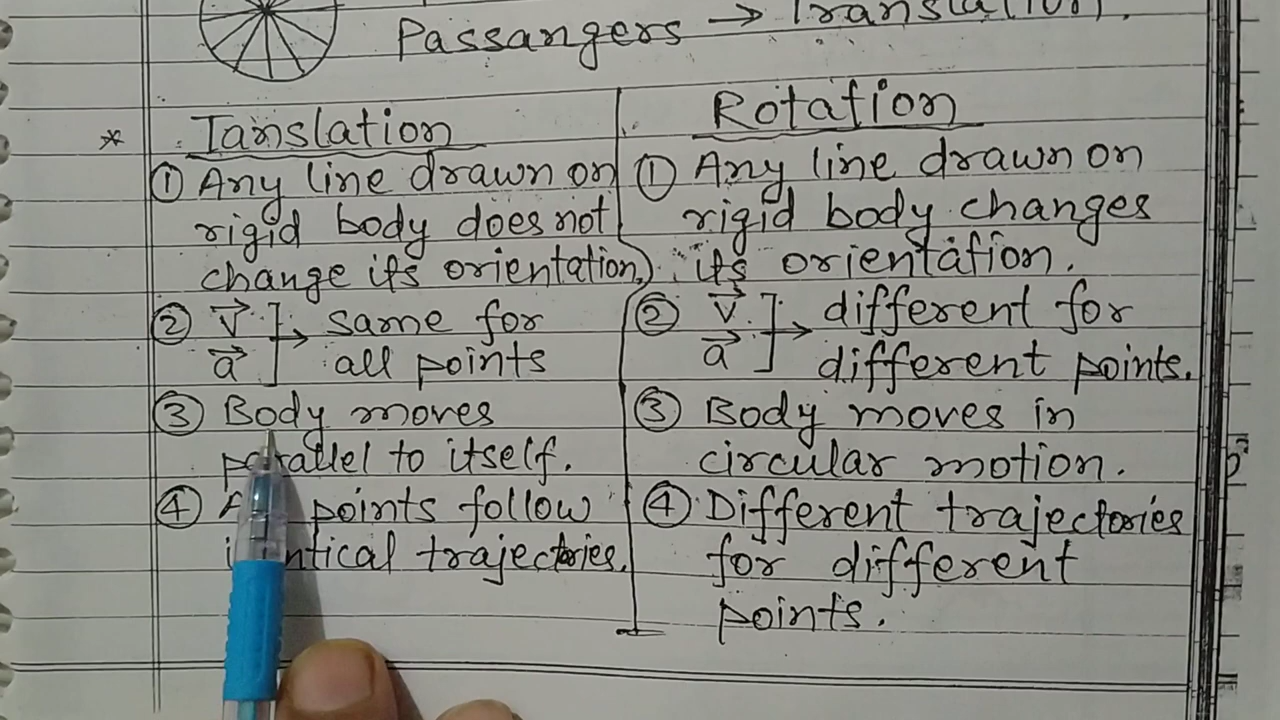 Passangers → Translation.
* Tanslation
① Any line drawn on
rigid body does not
change its orientation.
② v⃗
a⃗ ] → same for
all points
③ Body moves
parallel to itself.
④ points follow
identical trajectories.
Rotation
① Any line drawn on
rigid body changes
its orientation.
② v⃗
a⃗ ] → different for
different points.
③ Body moves in
circular motion.
④ Different trajectories
for different
points.